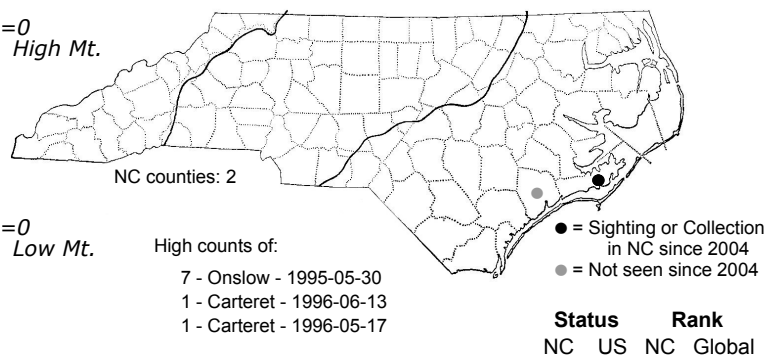 =0
High Mt.
NC counties: 2
=0
Low Mt.
High counts of:
7 - Onslow - 1995-05-30
1 - Carteret - 1996-06-13
1 - Carteret - 1996-05-17
● = Sighting or Collection
in NC since 2004
● = Not seen since 2004
Status Rank
NC US NC Global